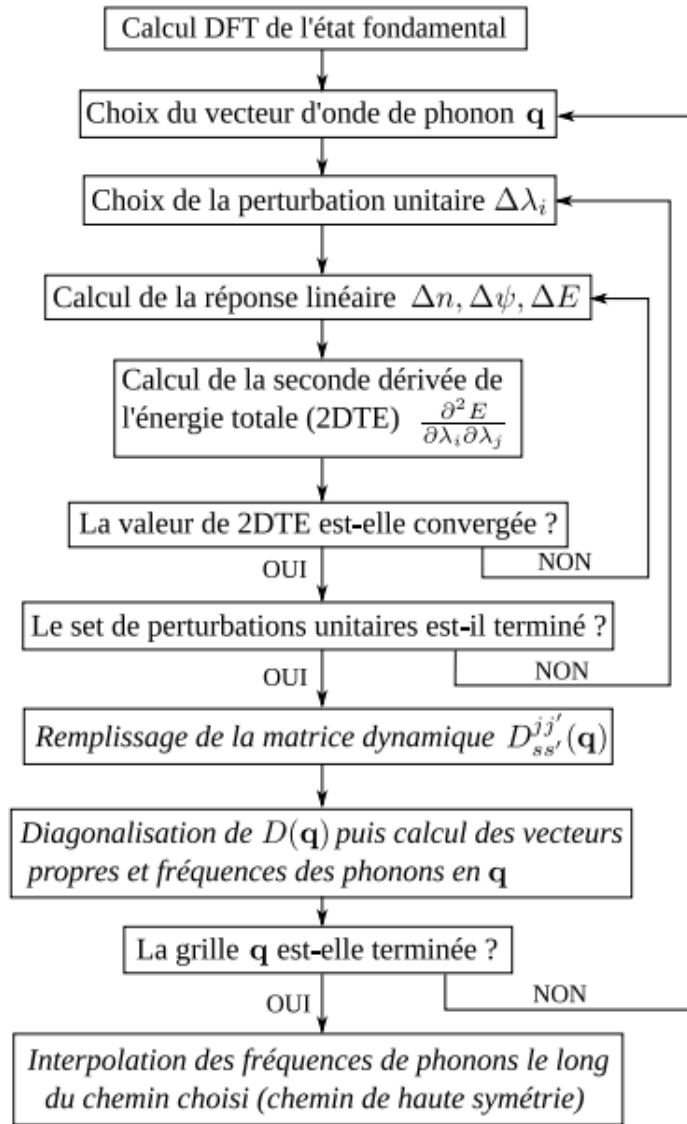 Calcul DFT de l'état fondamental
Choix du vecteur d'onde de phonon q
Choix de la perturbation unitaire Δλ_i
Calcul de la réponse linéaire Δn, Δψ, ΔE
Calcul de la seconde dérivée de
l'énergie totale (2DTE) ∂²E/∂λ_i∂λ_j
La valeur de 2DTE est-elle convergée ?
OUI
NON
Le set de perturbations unitaires est-il terminé ?
OUI
NON
Remplissage de la matrice dynamique D_{ss'}^{jj'}(q)
Diagonalisation de D(q) puis calcul des vecteurs
propres et fréquences des phonons en q
La grille q est-elle terminée ?
OUI
NON
Interpolation des fréquences de phonons le long
du chemin choisi (chemin de haute symétrie)